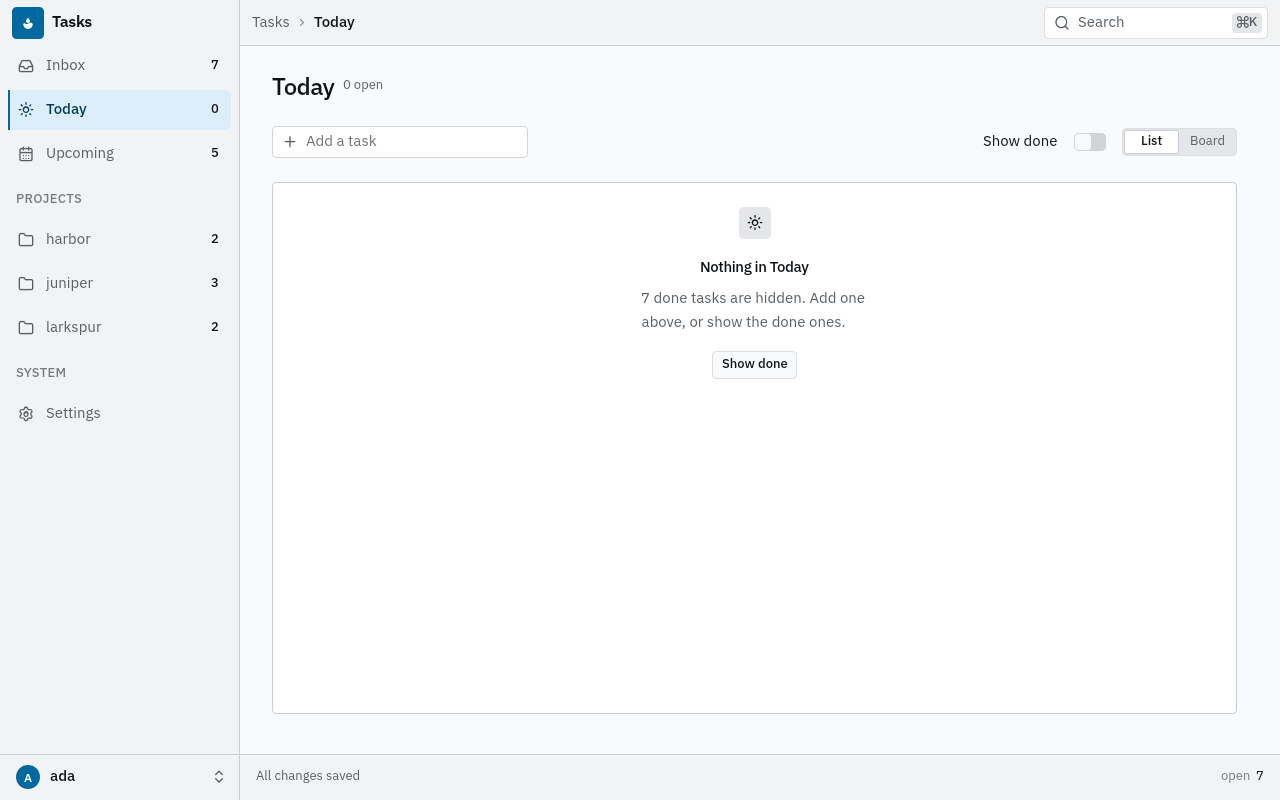 Tasks
Inbox 7
Today 0
Upcoming 5
PROJECTS
harbor 2
juniper 3
larkspur 2
SYSTEM
Settings
A ada
Tasks > Today
Search ⌘K
Today 0 open
+ Add a task
Show done List Board
Nothing in Today
7 done tasks are hidden. Add one
above, or show the done ones.
Show done
All changes saved
open 7